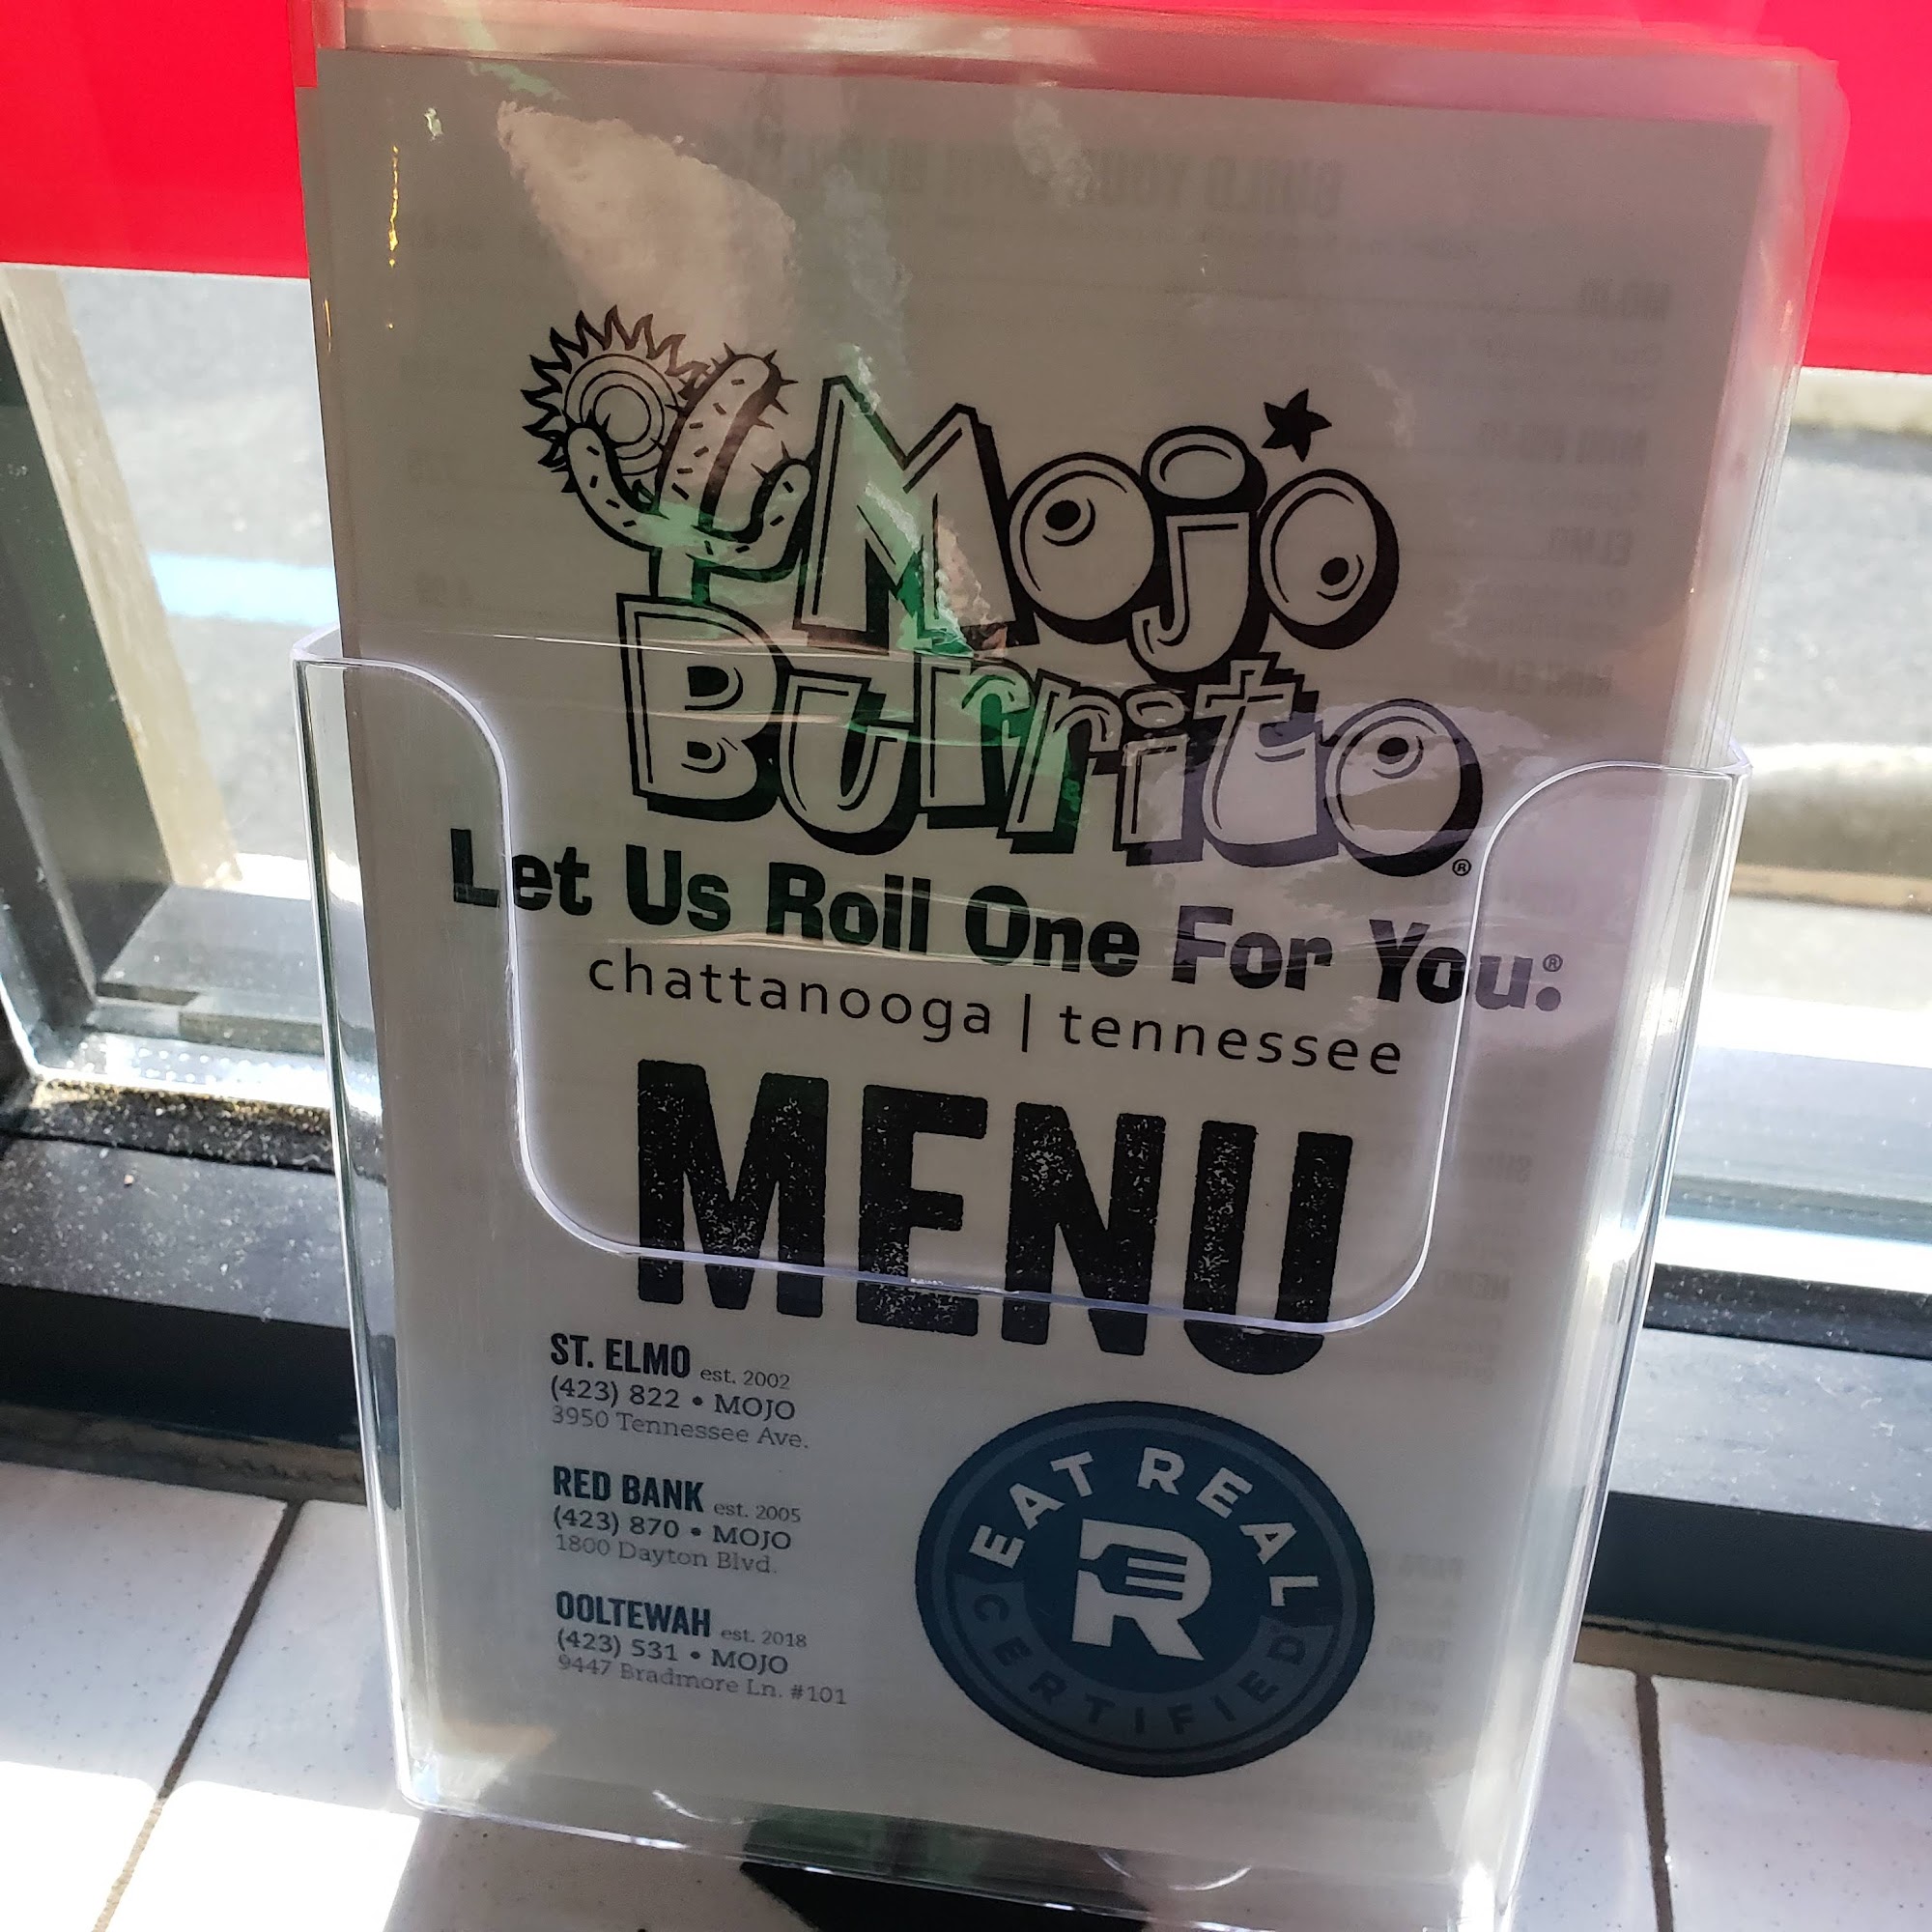 Mojo
Burrito®
Let Us Roll One For You.®
chattanooga | tennessee
MENU
ST. ELMO est. 2002
(423) 822 • MOJO
3950 Tennessee Ave.
RED BANK est. 2005
(423) 870 • MOJO
1800 Dayton Blvd.
OOLTEWAH est. 2018
(423) 531 • MOJO
9447 Bradmore Ln. #101
EAT REAL
R
CERTIFIED